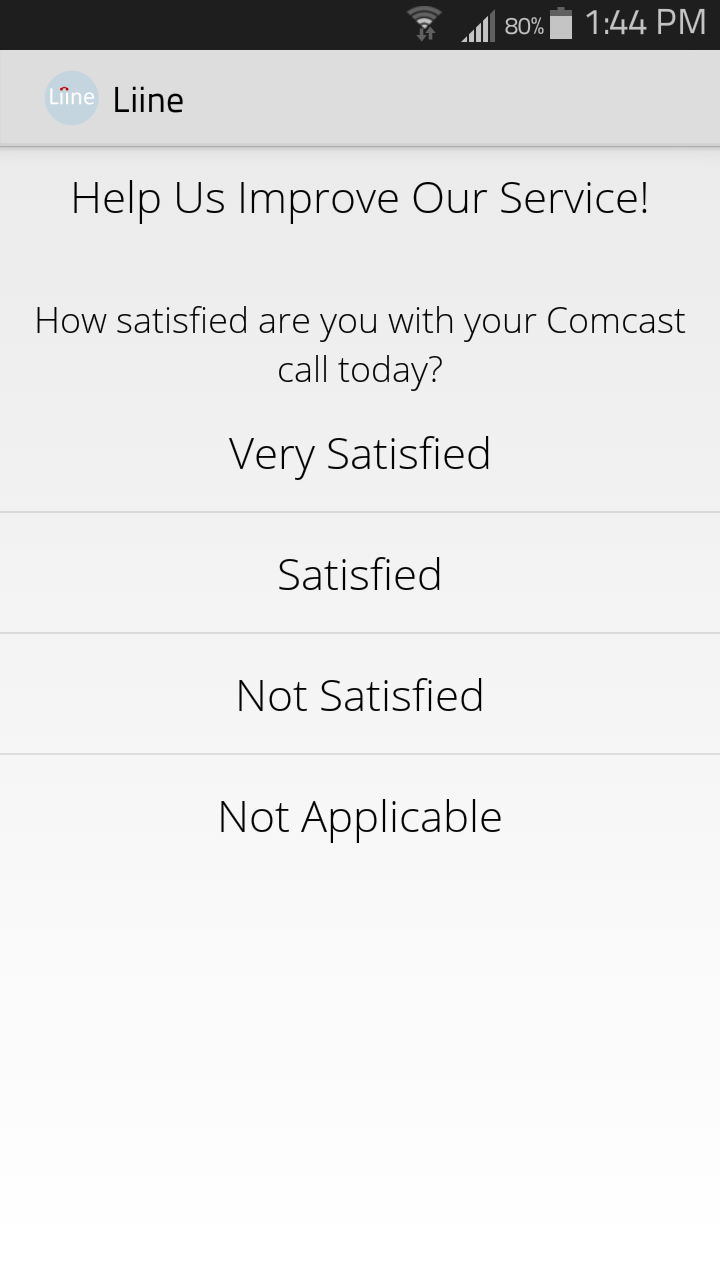 80% 1:44 PM
Liine Liine
Help Us Improve Our Service!
How satisfied are you with your Comcast
call today?
Very Satisfied
Satisfied
Not Satisfied
Not Applicable